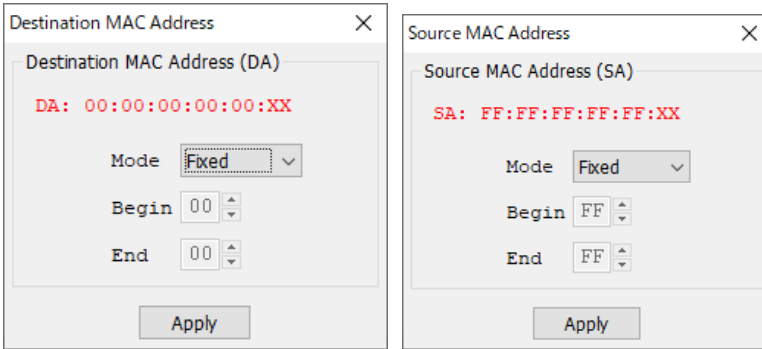 Destination MAC Address
Destination MAC Address (DA)
DA: 00:00:00:00:00:XX
Mode Fixed
Begin 00
End 00
Apply
Source MAC Address
Source MAC Address (SA)
SA: FF:FF:FF:FF:FF:XX
Mode Fixed
Begin FF
End FF
Apply